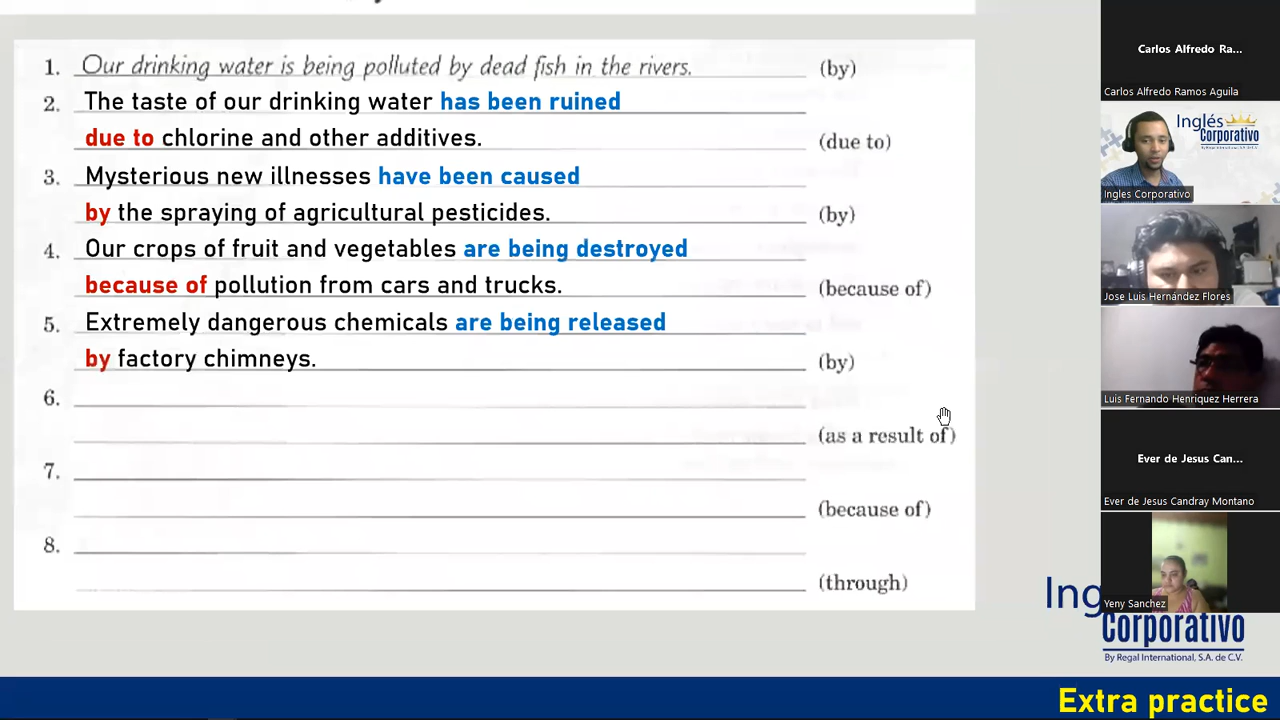 1. Our drinking water is being polluted by dead fish in the rivers. (by)
2. The taste of our drinking water has been ruined
due to chlorine and other additives. (due to)
3. Mysterious new illnesses have been caused
by the spraying of agricultural pesticides. (by)
4. Our crops of fruit and vegetables are being destroyed
because of pollution from cars and trucks. (because of)
5. Extremely dangerous chemicals are being released
by factory chimneys. (by)
6.
(as a result of)
7.
(because of)
8.
(through)
Carlos Alfredo Ra...
Carlos Alfredo Ramos Aguila
Inglés
Corporativo
Ingles Corporativo
Jose Luis Hernández Flores
Luis Fernando Henriquez Herrera
Ever de Jesus Can...
Ever de Jesus Candray Montano
Yeny Sanchez
Ing
Corporativo
By Regal International, S.A. de C.V.
Extra practice